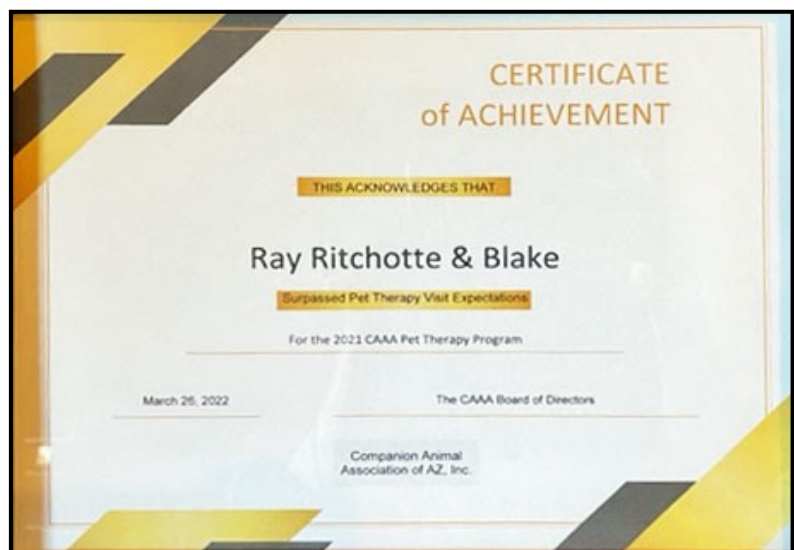 CERTIFICATE
of ACHIEVEMENT
THIS ACKNOWLEDGES THAT
Ray Ritchotte & Blake
Surpassed Pet Therapy Visit Expectations
For the 2021 CAAA Pet Therapy Program
March 26, 2022
The CAAA Board of Directors
Companion Animal
Association of AZ, Inc.